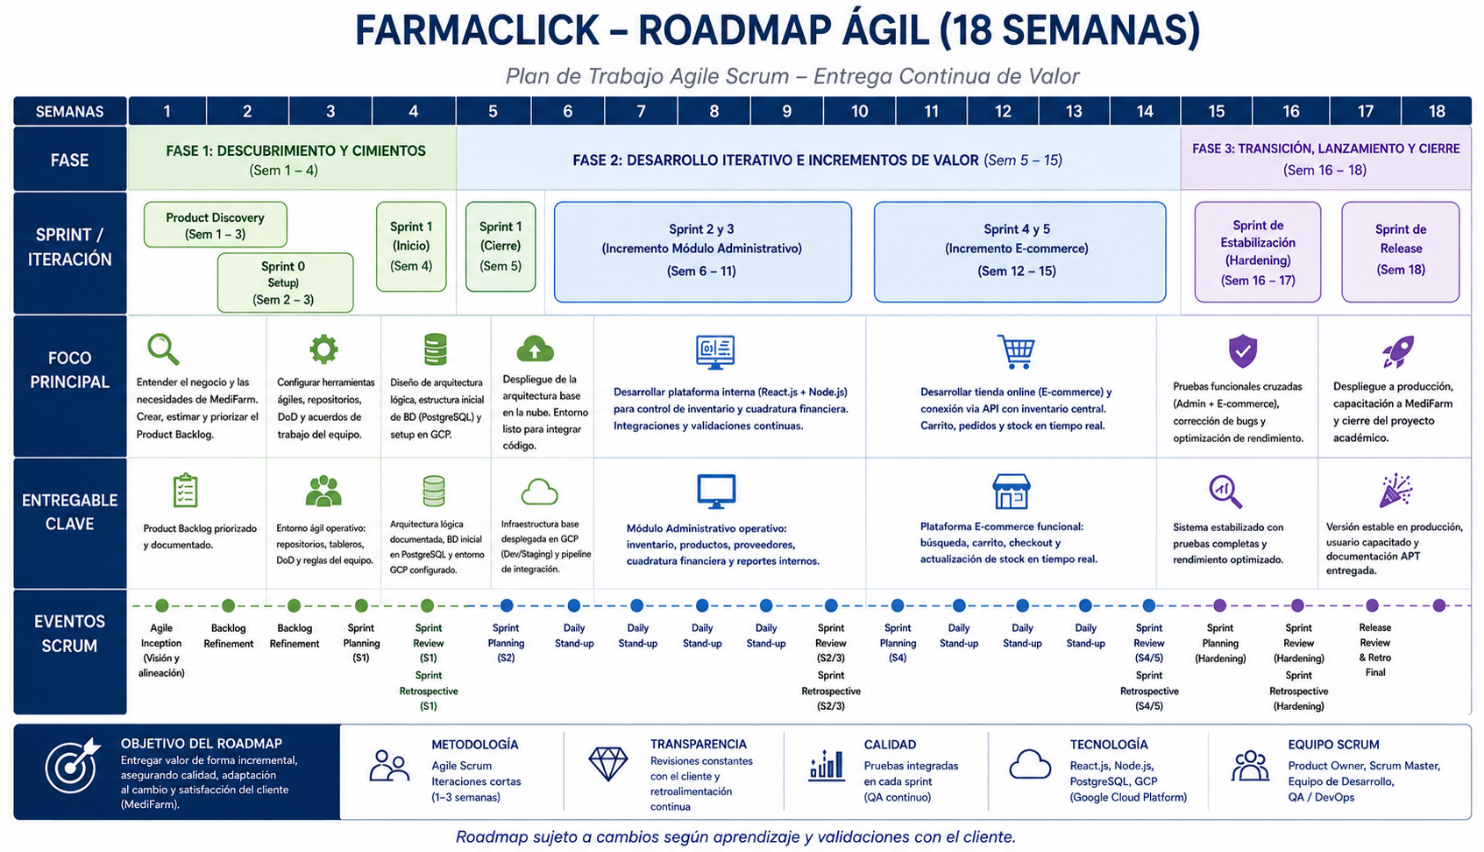 FARMACLICK – ROADMAP ÁGIL (18 SEMANAS)
Plan de Trabajo Agile Scrum – Entrega Continua de Valor
SEMANAS 1 2 3 4 5 6 7 8 9 10 11 12 13 14 15 16 17 18
FASE
FASE 1: DESCUBRIMIENTO Y CIMIENTOS
(Sem 1 – 4)
FASE 2: DESARROLLO ITERATIVO E INCREMENTOS DE VALOR (Sem 5 – 15)
FASE 3: TRANSICIÓN, LANZAMIENTO Y CIERRE
(Sem 16 – 18)
SPRINT /
ITERACIÓN
Product Discovery
(Sem 1 – 3)
Sprint 0
Setup)
(Sem 2 – 3)
Sprint 1
(Inicio)
(Sem 4)
Sprint 1
(Cierre)
(Sem 5)
Sprint 2 y 3
(Incremento Módulo Administrativo)
(Sem 6 – 11)
Sprint 4 y 5
(Incremento E-commerce)
(Sem 12 – 15)
Sprint de
Estabilización
(Hardening)
(Sem 16 – 17)
Sprint de
Release
(Sem 18)
FOCO
PRINCIPAL
Entender el negocio y las
necesidades de MediFarm.
Crear, estimar y priorizar el
Product Backlog.
Configurar herramientas
ágiles, repositorios,
DoD y acuerdos de
trabajo del equipo.
Diseño de arquitectura
lógica, estructura inicial
de BD (PostgreSQL) y
setup en GCP.
Despliegue de la
arquitectura base
en la nube. Entorno
listo para integrar
código.
Desarrollar plataforma interna (React.js + Node.js)
para control de inventario y cuadratura financiera.
Integraciones y validaciones continuas.
Desarrollar tienda online (E-commerce) y
conexión via API con inventario central.
Carrito, pedidos y stock en tiempo real.
Pruebas funcionales cruzadas
(Admin + E-commerce),
corrección de bugs y
optimización de rendimiento.
Despliegue a producción,
capacitación a MediFarm
y cierre del proyecto
académico.
ENTREGABLE
CLAVE
Product Backlog priorizado
y documentado.
Entorno ágil operativo:
repositorios, tableros,
DoD y reglas del equipo.
Arquitectura lógica
documentada, BD inicial
en PostgreSQL y entorno
GCP configurado.
Infraestructura base
desplegada en GCP
(Dev/Staging) y pipeline
de integración.
Módulo Administrativo operativo:
inventario, productos, proveedores,
cuadratura financiera y reportes internos.
Plataforma E-commerce funcional:
búsqueda, carrito, checkout y
actualización de stock en tiempo real.
Sistema estabilizado con
pruebas completas y
rendimiento optimizado.
Versión estable en producción,
usuario capacitado y
documentación APT
entregada.
EVENTOS
SCRUM
Agile
Inception
(Visión y
alineación)
Backlog
Refinement
Backlog
Refinement
Sprint
Planning
(S1)
Sprint
Review
(S1)
Sprint
Retrospective
(S1)
Sprint
Planning
(S2)
Daily
Stand-up
Daily
Stand-up
Daily
Stand-up
Daily
Stand-up
Sprint
Review
(S2/3)
Sprint
Retrospective
(S2/3)
Sprint
Planning
(S4)
Daily
Stand-up
Daily
Stand-up
Daily
Stand-up
Sprint
Review
(S4/5)
Sprint
Retrospective
(S4/5)
Sprint
Planning
(Hardening)
Sprint
Review
(Hardening)
Sprint
Retrospective
(Hardening)
Release
Review
& Retro
Final
OBJETIVO DEL ROADMAP
Entregar valor de forma incremental,
asegurando calidad, adaptación
al cambio y satisfacción del cliente
(MediFarm).
METODOLOGÍA
Agile Scrum
Iteraciones cortas
(1–3 semanas)
TRANSPARENCIA
Revisiones constantes
con el cliente y
retroalimentación
continua
CALIDAD
Pruebas integradas
en cada sprint
(QA continuo)
TECNOLOGÍA
React.js, Node.js,
PostgreSQL, GCP
(Google Cloud Platform)
EQUIPO SCRUM
Product Owner, Scrum Master,
Equipo de Desarrollo,
QA / DevOps
Roadmap sujeto a cambios según aprendizaje y validaciones con el cliente.